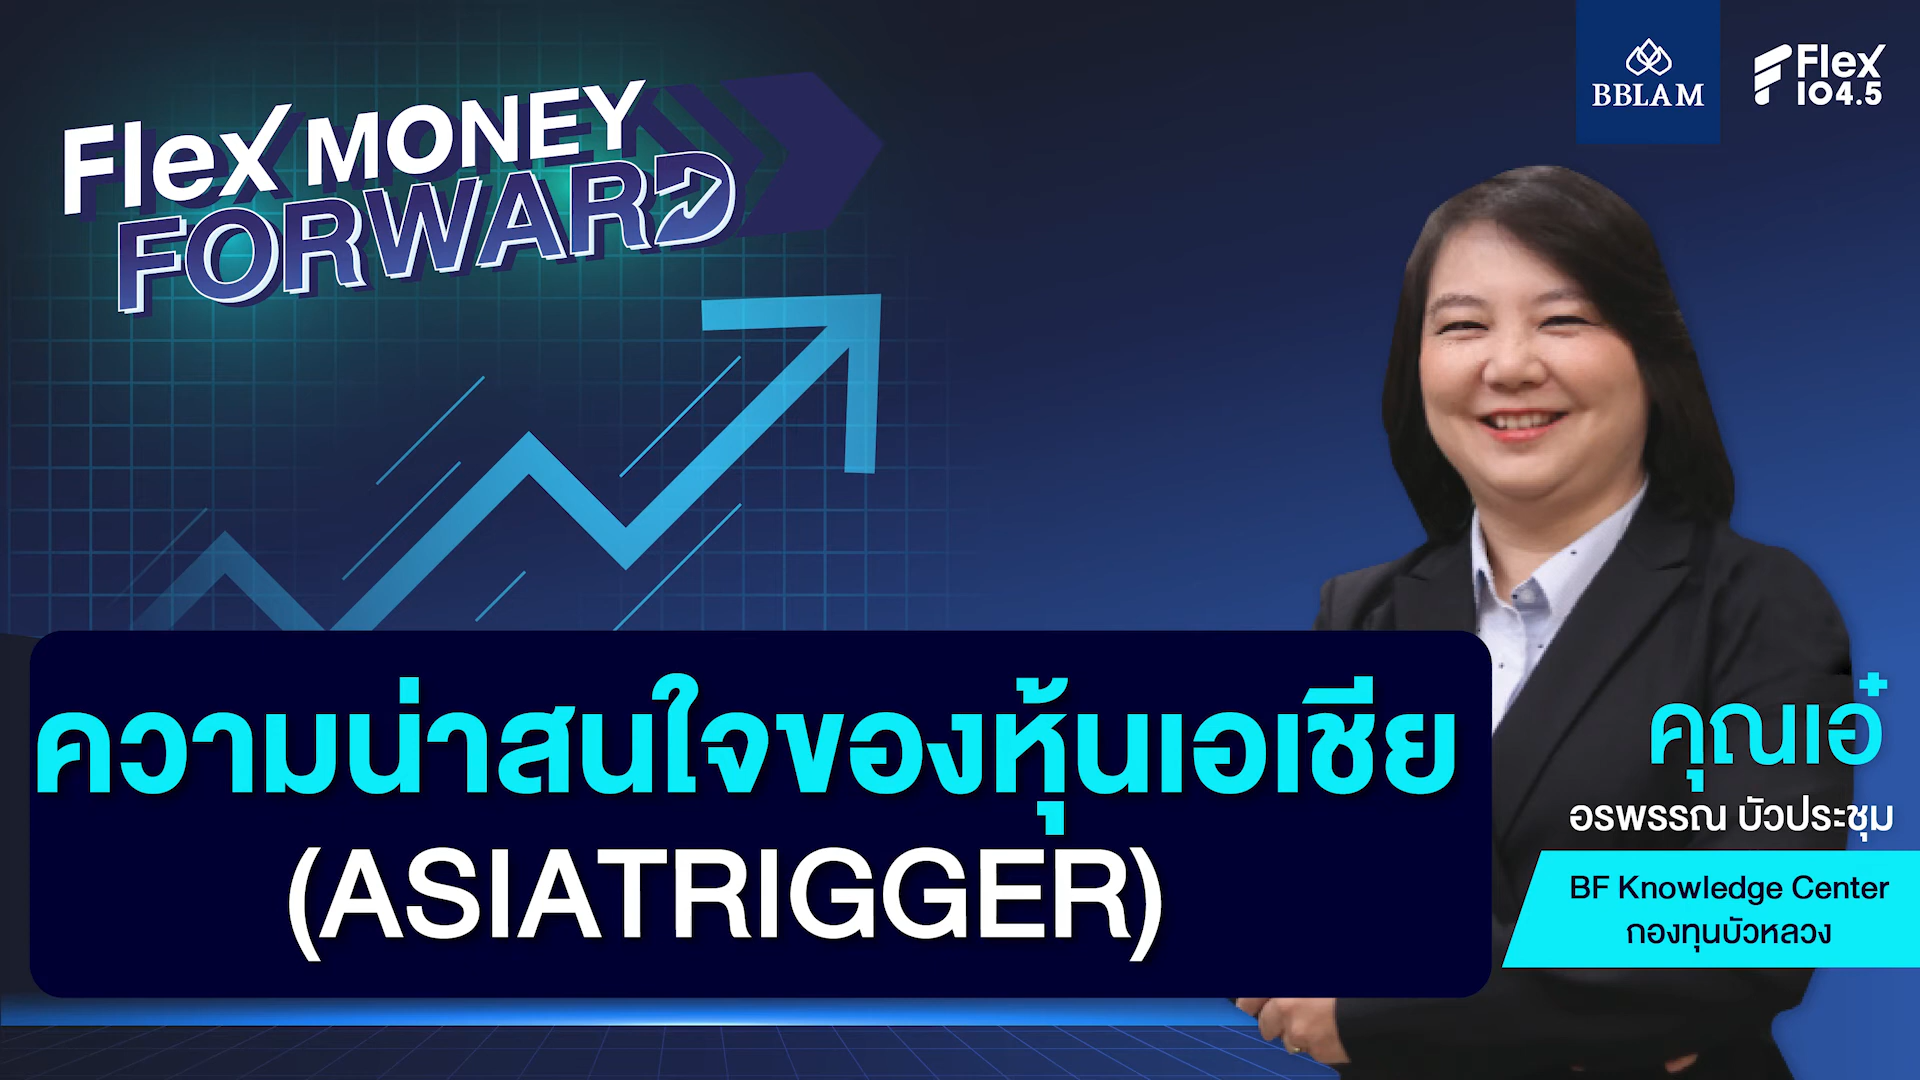 Flex MONEY
FORWARD
BBLAM
Flex
104.5
ความน่าสนใจของหุ้นเอเชีย
(ASIATRIGGER)
คุณเอ๋
อรพรรณ บัวประชุม
BF Knowledge Center
กองทุนบัวหลวง